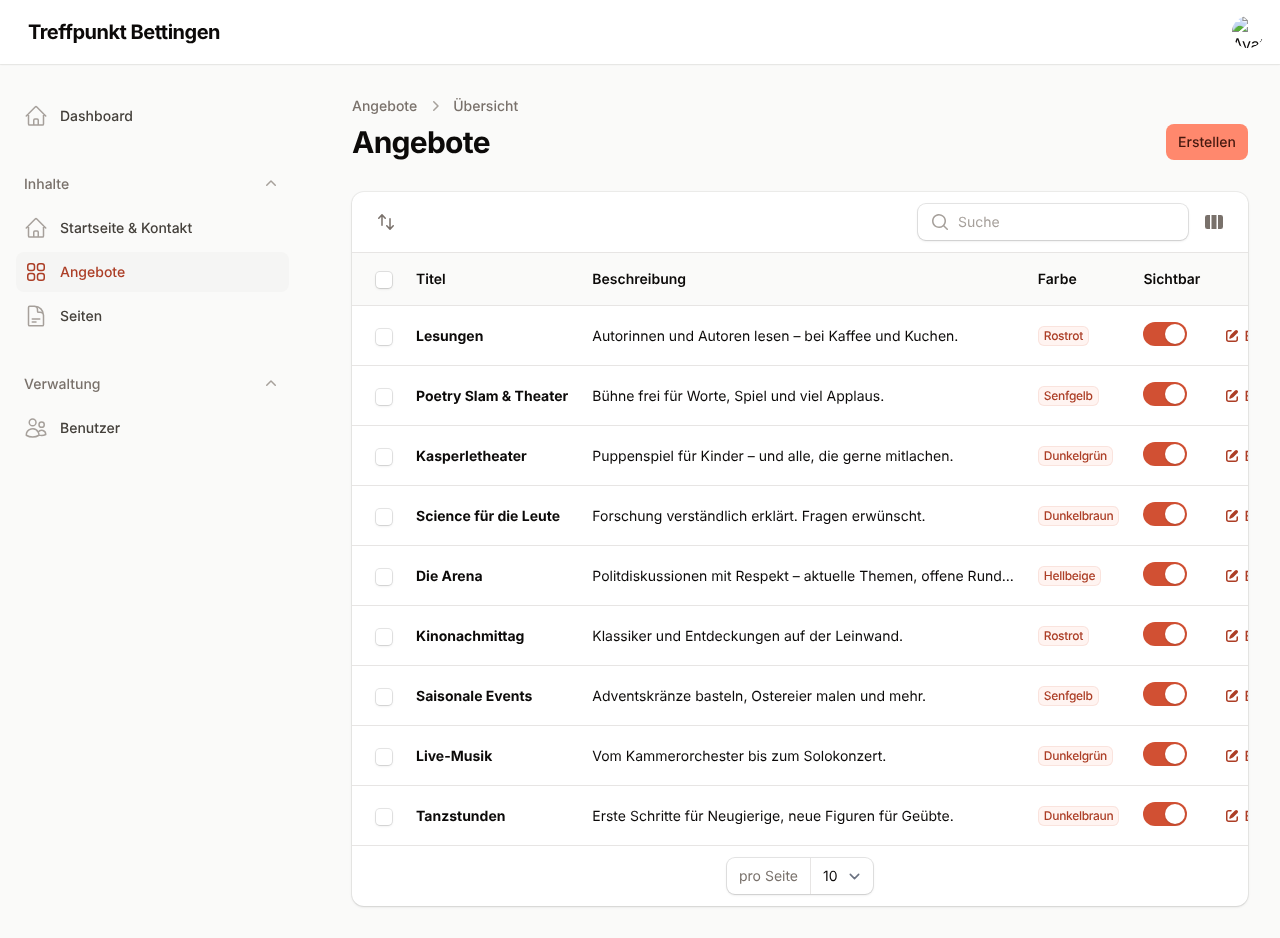 Treffpunkt Bettingen
Dashboard
Inhalte
Startseite & Kontakt
Angebote
Seiten
Verwaltung
Benutzer
Angebote > Übersicht
Angebote
Erstellen
Suche
Titel Beschreibung Farbe Sichtbar
Lesungen Autorinnen und Autoren lesen – bei Kaffee und Kuchen. Rostrot
Poetry Slam & Theater Bühne frei für Worte, Spiel und viel Applaus. Senfgelb
Kasperletheater Puppenspiel für Kinder – und alle, die gerne mitlachen. Dunkelgrün
Science für die Leute Forschung verständlich erklärt. Fragen erwünscht. Dunkelbraun
Die Arena Politdiskussionen mit Respekt – aktuelle Themen, offene Rund... Hellbeige
Kinonachmittag Klassiker und Entdeckungen auf der Leinwand. Rostrot
Saisonale Events Adventskränze basteln, Ostereier malen und mehr. Senfgelb
Live-Musik Vom Kammerorchester bis zum Solokonzert. Dunkelgrün
Tanzstunden Erste Schritte für Neugierige, neue Figuren für Geübte. Dunkelbraun
pro Seite 10